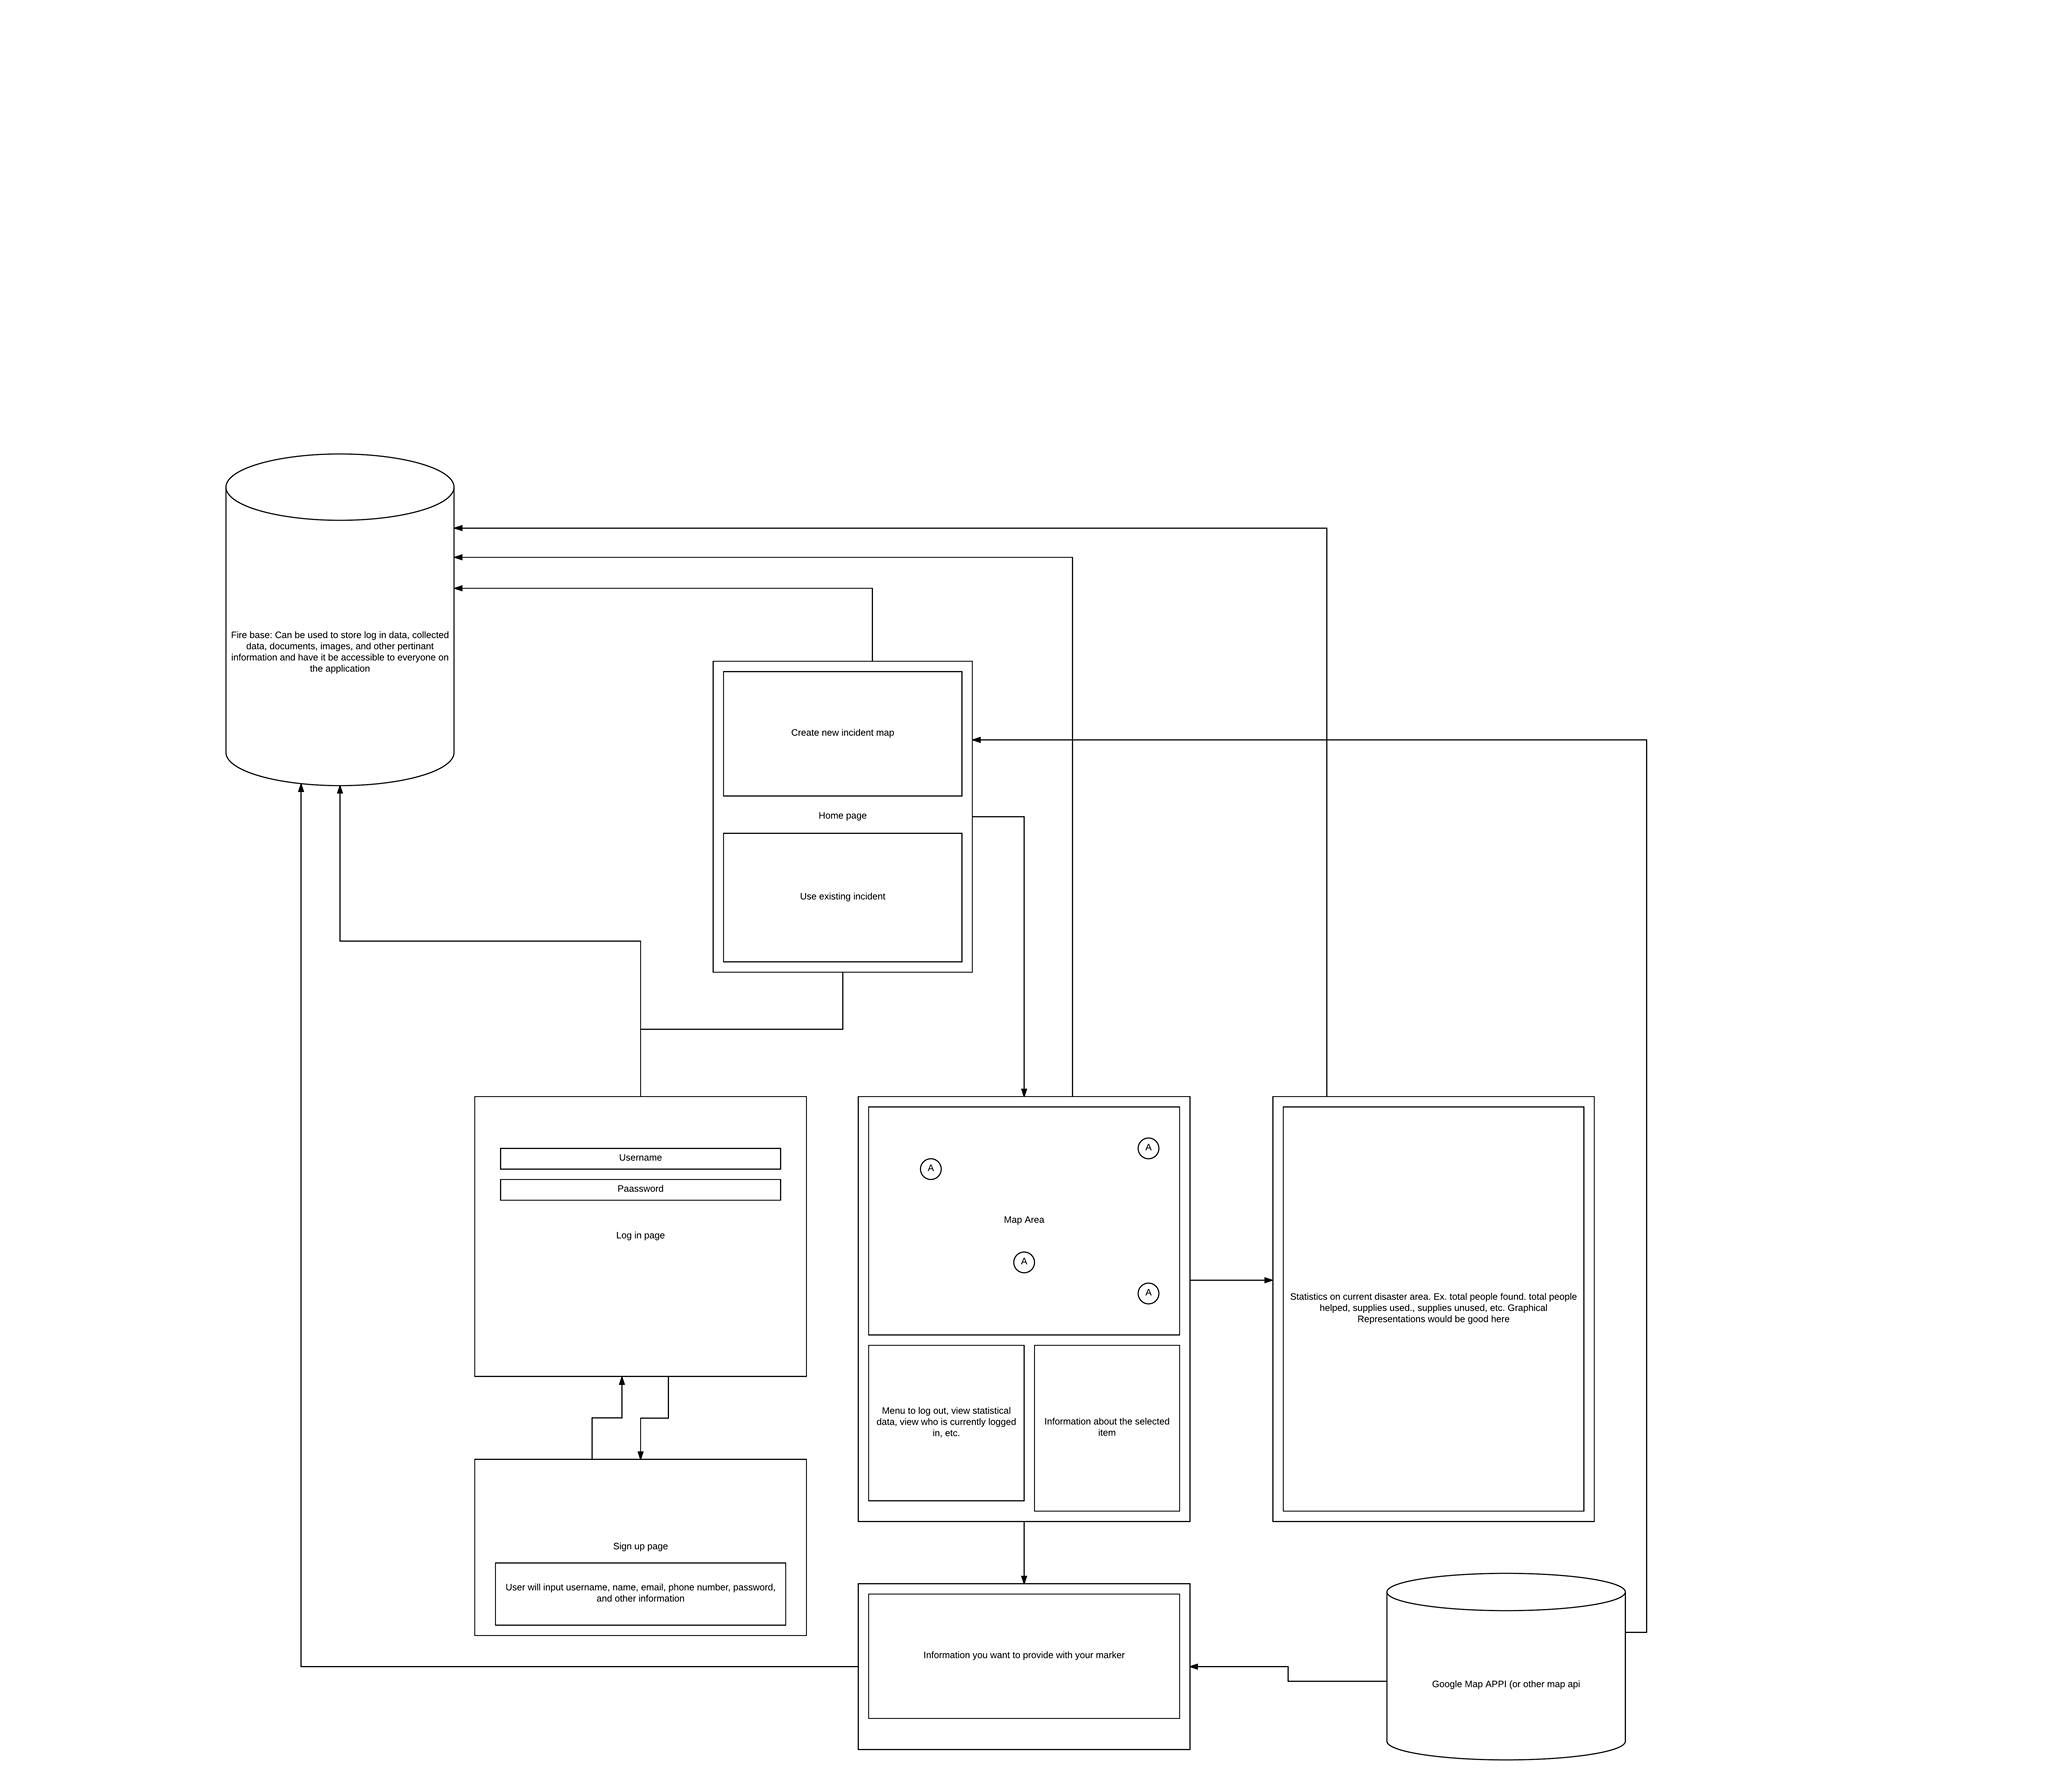 Fire base: Can be used to store log in data, collected
data, documents, images, and other pertinant
information and have it be accessible to everyone on
the application
Create new incident map
Home page
Use existing incident
Username
Paassword
Log in page
A
A
Map Area
A
A
Statistics on current disaster area. Ex. total people found. total people
helped, supplies used., supplies unused, etc. Graphical
Representations would be good here
Menu to log out, view statistical
data, view who is currently logged
in, etc.
Information about the selected
item
Sign up page
User will input username, name, email, phone number, password,
and other information
Information you want to provide with your marker
Google Map APPI (or other map api